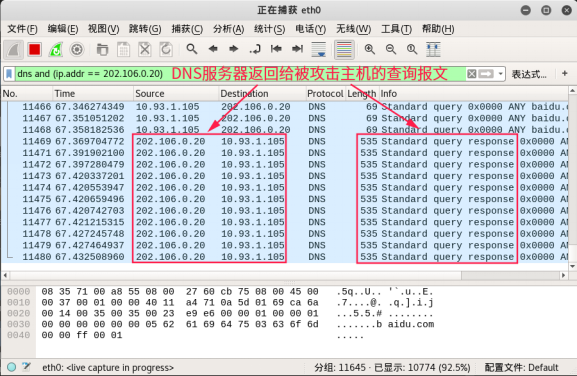 正在捕获 eth0
文件(F) 编辑(E) 视图(V) 跳转(G) 捕获(C) 分析(A) 统计(S) 电话(Y) 无线(W) 工具(T) 帮助(H)
dns and (ip.addr == 202.106.0.20) 表达式… +
DNS服务器返回给被攻击主机的查询报文
No. Time Source Destination Protocol Length Info
11466 67.346274349 10.93.1.105 202.106.0.20 DNS 69 Standard query 0x0000 ANY baidu.c
11467 67.351051202 10.93.1.105 202.106.0.20 DNS 69 Standard query 0x0000 ANY baidu.c
11468 67.358182536 10.93.1.105 202.106.0.20 DNS 69 Standard query 0x0000 ANY baidu.c
11469 67.369704772 202.106.0.20 10.93.1.105 DNS 535 Standard query response 0x0000 AN
11471 67.391902100 202.106.0.20 10.93.1.105 DNS 535 Standard query response 0x0000 AN
11472 67.397280479 202.106.0.20 10.93.1.105 DNS 535 Standard query response 0x0000 AN
11473 67.420337201 202.106.0.20 10.93.1.105 DNS 535 Standard query response 0x0000 AN
11474 67.420553947 202.106.0.20 10.93.1.105 DNS 535 Standard query response 0x0000 AN
11475 67.420659496 202.106.0.20 10.93.1.105 DNS 535 Standard query response 0x0000 AN
11476 67.420742703 202.106.0.20 10.93.1.105 DNS 535 Standard query response 0x0000 AN
11477 67.421215315 202.106.0.20 10.93.1.105 DNS 535 Standard query response 0x0000 AN
11478 67.427245748 202.106.0.20 10.93.1.105 DNS 535 Standard query response 0x0000 AN
11479 67.427464937 202.106.0.20 10.93.1.105 DNS 535 Standard query response 0x0000 AN
11480 67.432508960 202.106.0.20 10.93.1.105 DNS 535 Standard query response 0x0000 AN
0000 08 35 71 00 a8 55 08 00 27 60 cb 75 08 00 45 00 .5q..U.. '`.u..E.
0010 00 37 00 01 00 00 40 11 a4 71 0a 5d 01 69 ca 6a .7....@. .q.].i.j
0020 00 14 00 35 00 35 00 23 e9 e6 00 00 01 00 00 01 ...5.5.# ........
0030 00 00 00 00 00 00 05 62 61 69 64 75 03 63 6f 6d .......b aidu.com
0040 00 00 ff 00 01 .....
eth0: <live capture in progress> 分组: 11645 · 已显示: 10774 (92.5%) 配置文件: Default